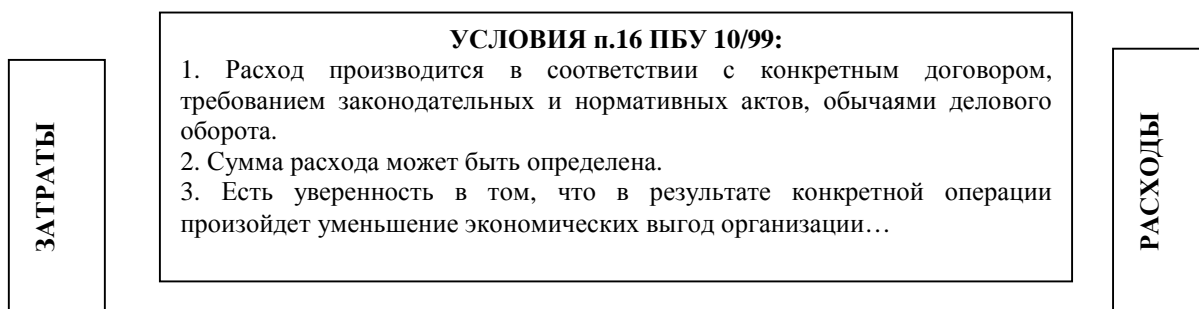 ЗАТРАТЫ
УСЛОВИЯ п.16 ПБУ 10/99:
1. Расход производится в соответствии с конкретным договором,
требованием законодательных и нормативных актов, обычаями делового
оборота.
2. Сумма расхода может быть определена.
3. Есть уверенность в том, что в результате конкретной операции
произойдет уменьшение экономических выгод организации…
РАСХОДЫ